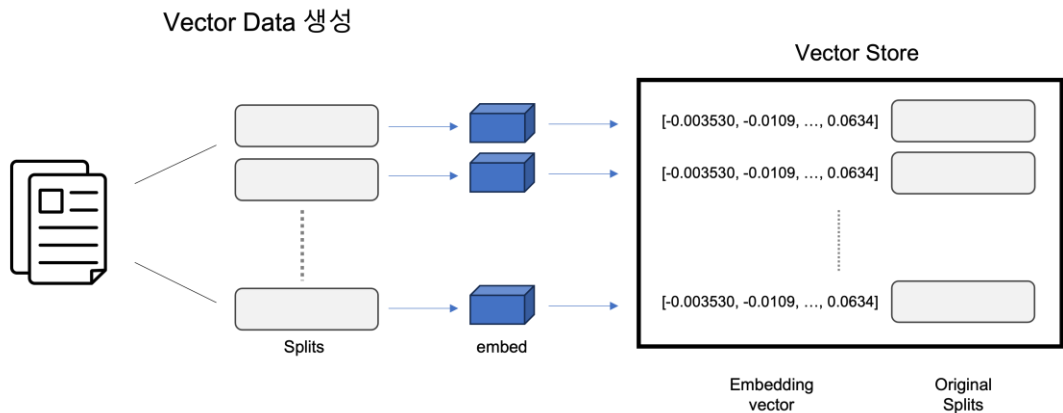 Vector Data 생성
Vector Store
[-0.003530, -0.0109, …, 0.0634]
[-0.003530, -0.0109, …, 0.0634]
[-0.003530, -0.0109, …, 0.0634]
Splits
embed
Embedding
vector
Original
Splits